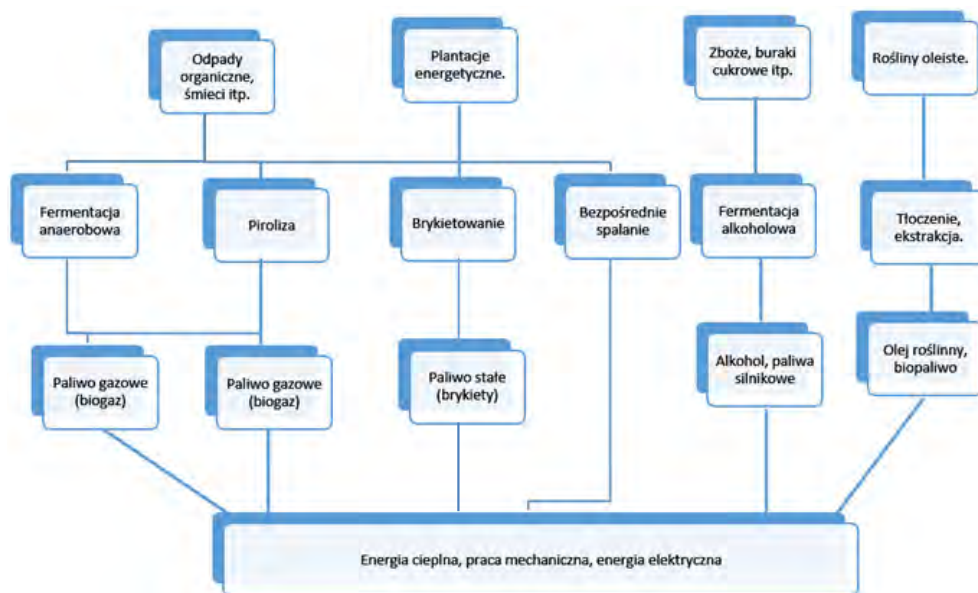 Odpady
organiczne,
śmieci itp.
Plantacje
energetyczne.
Zboże, buraki
cukrowe itp.
Rośliny oleiste.
Fermentacja
anaerobowa
Piroliza
Brykietowanie
Bezpośrednie
spalanie
Fermentacja
alkoholowa
Tłoczenie,
ekstrakcja.
Paliwo gazowe
(biogaz)
Paliwo gazowe
(biogaz)
Paliwo stałe
(brykiety)
Alkohol, paliwa
silnikowe
Olej roślinny,
biopaliwo
Energia cieplna, praca mechaniczna, energia elektryczna